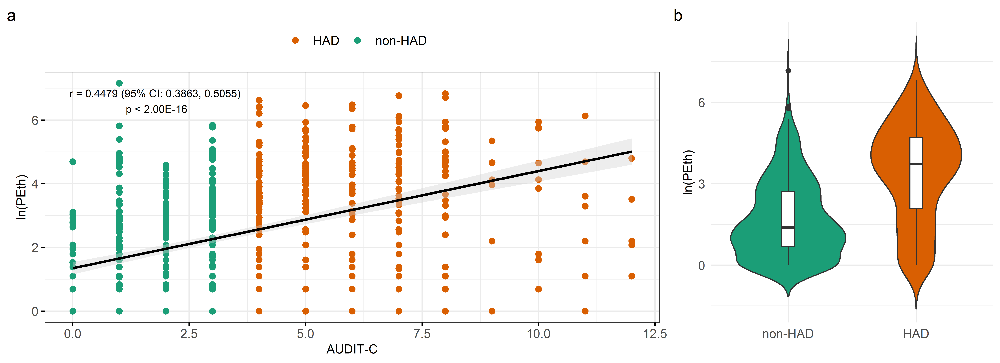 a
HAD non-HAD
r = 0.4479 (95% CI: 0.3863, 0.5055)
p < 2.00E-16
ln(PEth)
6
4
2
0
0.0 2.5 5.0 7.5 10.0 12.5
AUDIT-C
b
ln(PEth)
6
3
0
non-HAD HAD